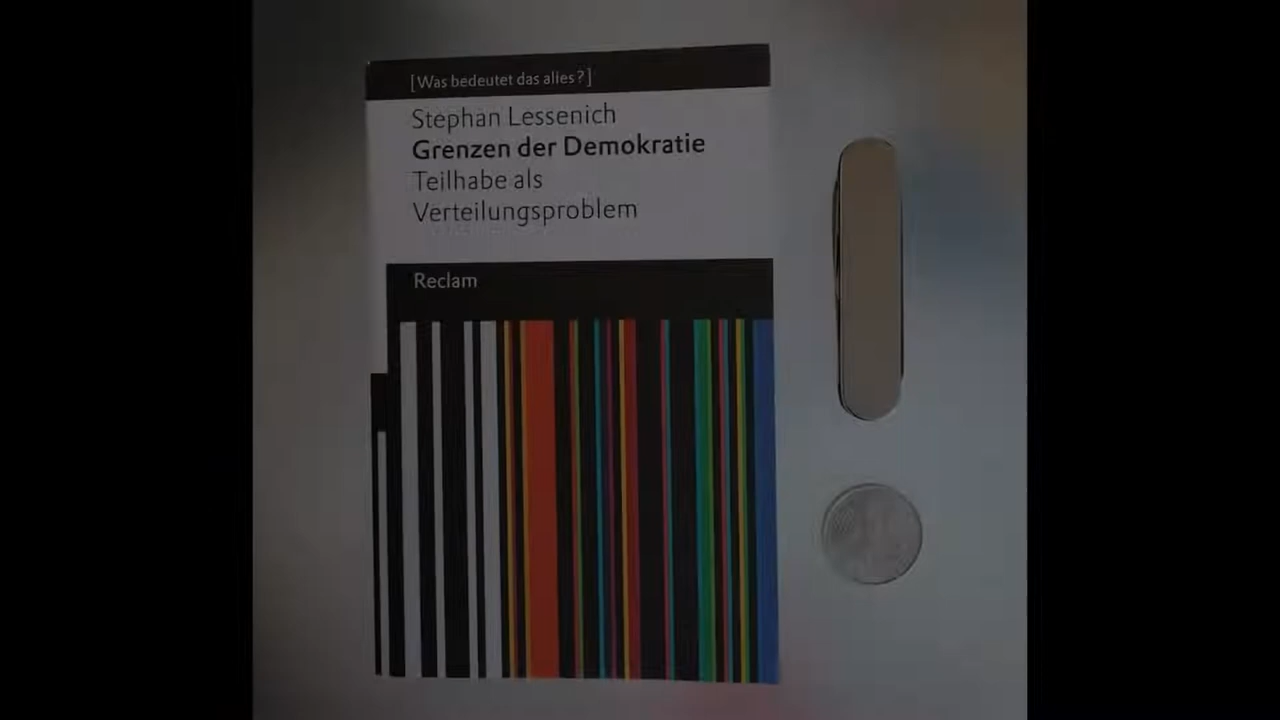 [Was bedeutet das alles?]
Stephan Lessenich
Grenzen der Demokratie
Teilhabe als
Verteilungsproblem
Reclam